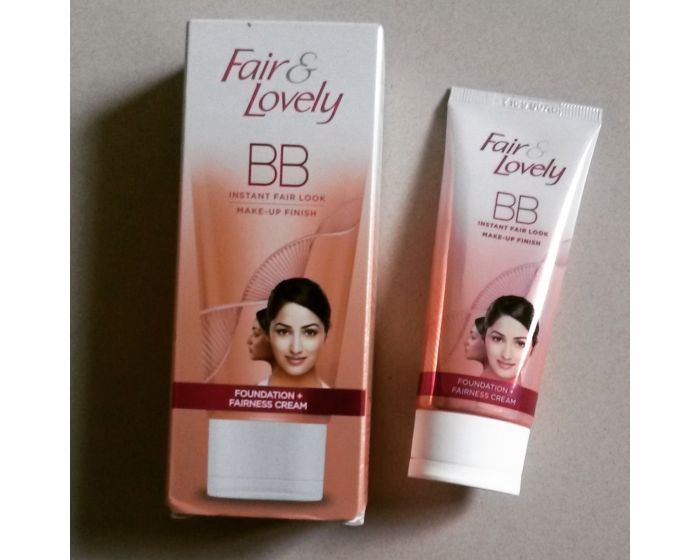 Fair &
Lovely
BB
INSTANT FAIR LOOK
MAKE-UP FINISH
FOUNDATION +
FAIRNESS CREAM
Fair &
Lovely
BB
INSTANT FAIR LOOK
MAKE-UP FINISH
FOUNDATION +
FAIRNESS CREAM